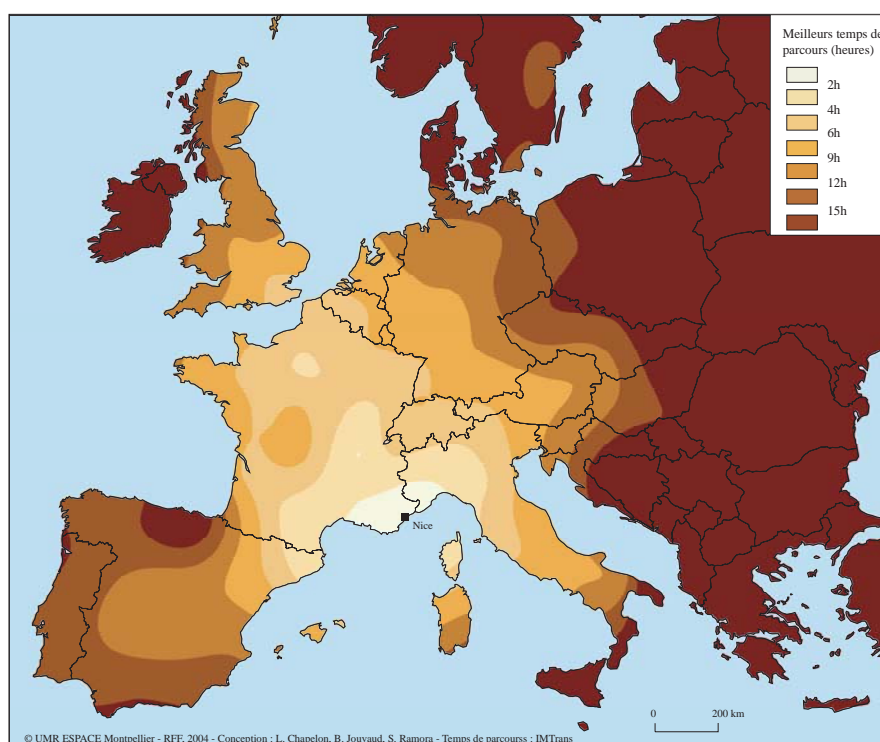 Meilleurs temps de
parcours (heures)
2h
4h
6h
9h
12h
15h
Nice
0 200 km
© UMR ESPACE Montpellier - RFF, 2004 - Conception : L. Chapelon, B. Jouvaud, S. Ramora - Temps de parcourss : IMTrans